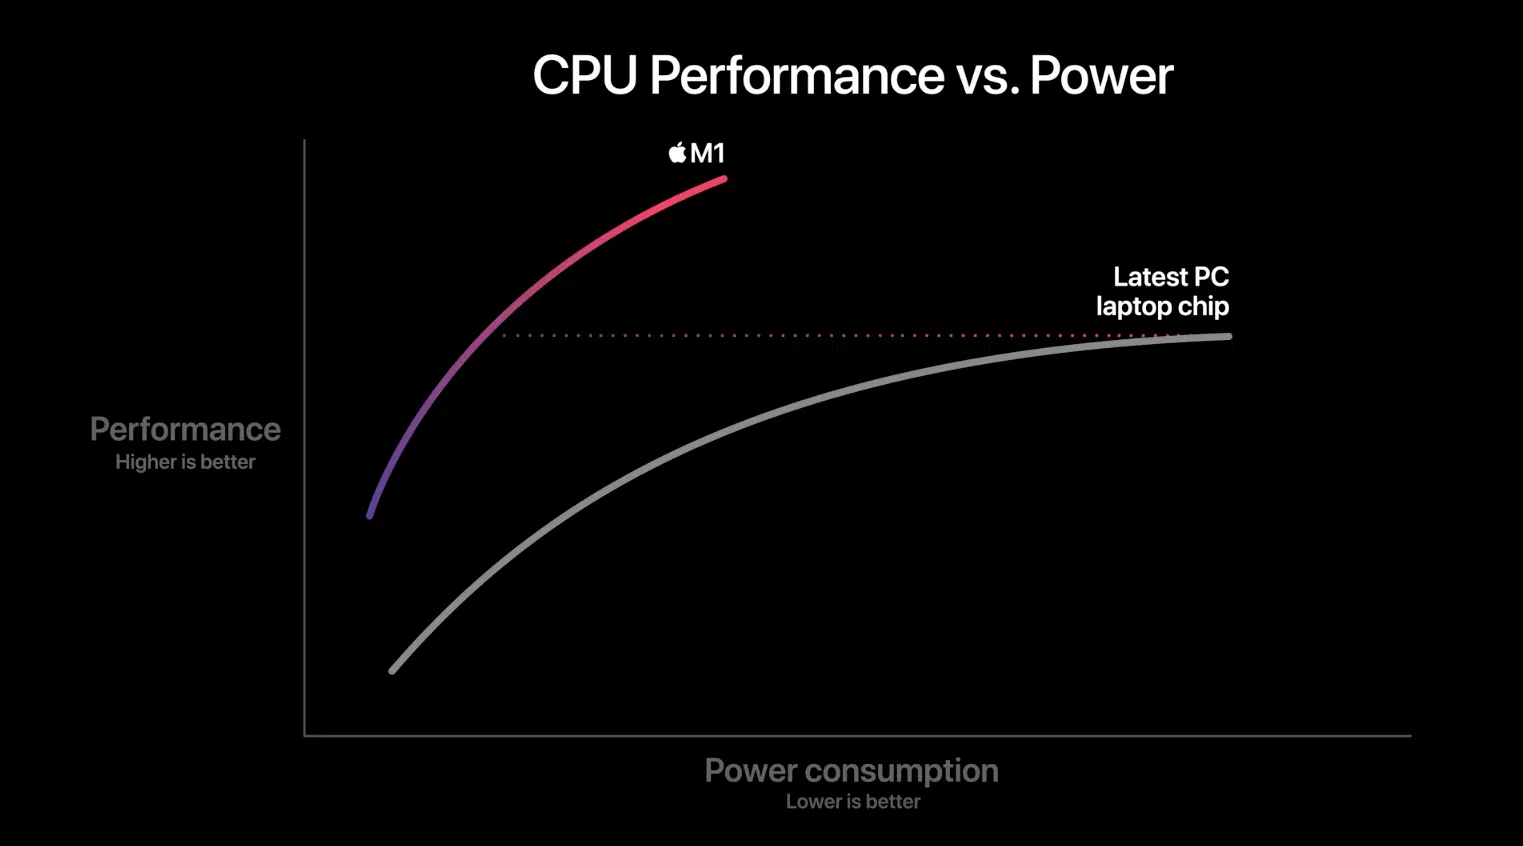 CPU Performance vs. Power
M1
Latest PC
laptop chip
Performance
Higher is better
Power consumption
Lower is better